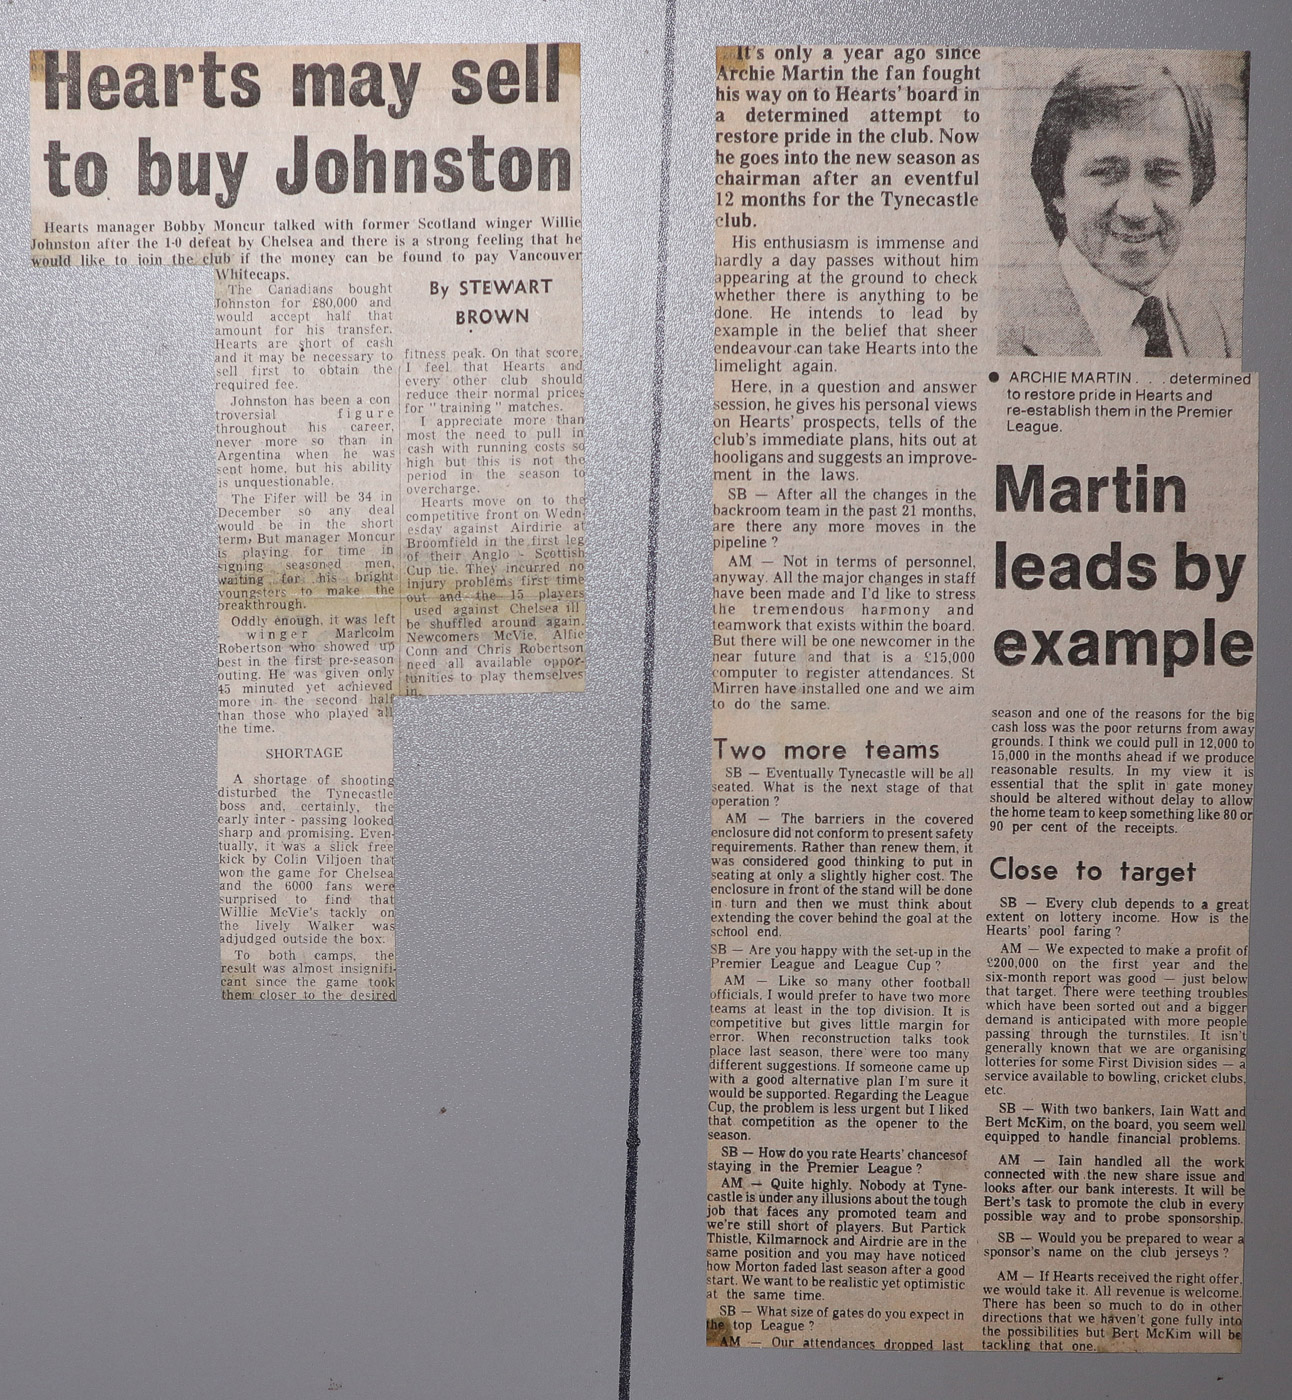 Hearts may sell
to buy Johnston
Hearts manager Bobby Moncur talked with former Scotland winger Willie
Johnston after the 1-0 defeat by Chelsea and there is a strong feeling that he
would like to join the club if the money can be found to pay Vancouver
Whitecaps.
The Canadians bought
Johnston for £80,000 and
would accept half that
amount for his transfer.
Hearts are short of cash
and it may be necessary to
sell first to obtain the
required fee.
Johnston has been a con
troversial figure
throughout his career,
never more so than in
Argentina when he was
sent home, but his ability
is unquestionable.
The Fifer will be 34 in
December so any deal
would be in the short
term, But manager Moncur
is playing for time in
signing seasoned men,
waiting for his bright
youngsters to make the
breakthrough.
Oddly enough, it was left
winger Marlcolm
Robertson who showed up
best in the first pre-season
outing. He was given only
45 minuted yet achieved
more in the second half
than those who played all
the time.
SHORTAGE
A shortage of shooting
disturbed the Tynecastle
boss and, certainly, the
early inter - passing looked
sharp and promising. Even-
tually, it was a slick free
kick by Colin Viljoen that
won the game for Chelsea
and the 6000 fans were
surprised to find that
Willie McVie's tackly on
the lively Walker was
adjudged outside the box.
To both camps, the
result was almost insignifi-
cant since the game took
them closer to the desired
By STEWART
BROWN
fitness peak. On that score,
I feel that Hearts and
every other club should
reduce their normal prices
for "training" matches.
I appreciate more than
most the need to pull in
cash with running costs so
high but this is not the
period in the season to
overcharge.
Hearts move on to the
competitive front on Wedn-
esday against Airdrie at
Broomfield in the first leg
of their Anglo - Scottish
Cup tie. They incurred no
injury problems first time
out and the 15 players
used against Chelsea ill
be shuffled around again.
Newcomers McVie, Alfie
Conn and Chris Robertson
need all available oppor-
tunities to play themselves
in.
It's only a year ago since
Archie Martin the fan fought
his way on to Hearts' board in
a determined attempt to
restore pride in the club. Now
he goes into the new season as
chairman after an eventful
12 months for the Tynecastle
club.
His enthusiasm is immense and
hardly a day passes without him
appearing at the ground to check
whether there is anything to be
done. He intends to lead by
example in the belief that sheer
endeavour can take Hearts into the
limelight again.
Here, in a question and answer
session, he gives his personal views
on Hearts' prospects, tells of the
club's immediate plans, hits out at
hooligans and suggests an improve-
ment in the laws.
SB — After all the changes in the
backroom team in the past 21 months,
are there any more moves in the
pipeline ?
AM — Not in terms of personnel,
anyway. All the major changes in staff
have been made and I'd like to stress
the tremendous harmony and
teamwork that exists within the board.
But there will be one newcomer in the
near future and that is a £15,000
computer to register attendances. St
Mirren have installed one and we aim
to do the same.
Two more teams
SB — Eventually Tynecastle will be all
seated. What is the next stage of that
operation ?
AM — The barriers in the covered
enclosure did not conform to present safety
requirements. Rather than renew them, it
was considered good thinking to put in
seating at only a slightly higher cost. The
enclosure in front of the stand will be done
in turn and then we must think about
extending the cover behind the goal at the
school end.
SB — Are you happy with the set-up in the
Premier League and League Cup ?
AM — Like so many other football
officials, I would prefer to have two more
teams at least in the top division. It is
competitive but gives little margin for
error. When reconstruction talks took
place last season, there were too many
different suggestions. If someone came up
with a good alternative plan I'm sure it
would be supported. Regarding the League
Cup, the problem is less urgent but I liked
that competition as the opener to the
season.
SB — How do you rate Hearts' chancesof
staying in the Premier League ?
AM — Quite highly. Nobody at Tyne-
castle is under any illusions about the tough
job that faces any promoted team and
we're still short of players. But Partick
Thistle, Kilmarnock and Airdrie are in the
same position and you may have noticed
how Morton faded last season after a good
start. We want to be realistic yet optimistic
at the same time.
SB — What size of gates do you expect in
the top League ?
AM — Our attendances dropped last
● ARCHIE MARTIN . . . determined
to restore pride in Hearts and
re-establish them in the Premier
League.
Martin
leads by
example
season and one of the reasons for the big
cash loss was the poor returns from away
grounds. I think we could pull in 12,000 to
15,000 in the months ahead if we produce
reasonable results. In my view it is
essential that the split in gate money
should be altered without delay to allow
the home team to keep something like 80 or
90 per cent of the receipts.
Close to target
SB — Every club depends to a great
extent on lottery income. How is the
Hearts' pool faring ?
AM — We expected to make a profit of
£200,000 on the first year and the
six-month report was good — just below
that target. There were teething troubles
which have been sorted out and a bigger
demand is anticipated with more people
passing through the turnstiles. It isn't
generally known that we are organising
lotteries for some First Division sides — a
service available to bowling, cricket clubs,
etc.
SB — With two bankers, Iain Watt and
Bert McKim, on the board, you seem well
equipped to handle financial problems.
AM — Iain handled all the work
connected with the new share issue and
looks after our bank interests. It will be
Bert's task to promote the club in every
possible way and to probe sponsorship.
SB — Would you be prepared to wear a
sponsor's name on the club jerseys ?
AM — If Hearts received the right offer,
we would take it. All revenue is welcome.
There has been so much to do in other
directions that we haven't gone fully into
the possibilities but Bert McKim will be
tackling that one.